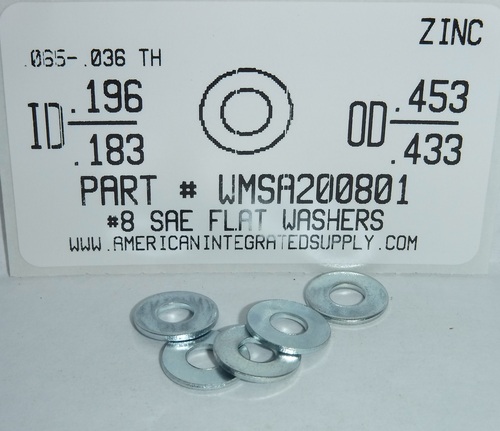 ZINC
.065-.036 TH
ID .196
.183
OD .453
.433
PART # WMSA200801
#8 SAE FLAT WASHERS
WWW.AMERICANINTEGRATEDSUPPLY.COM